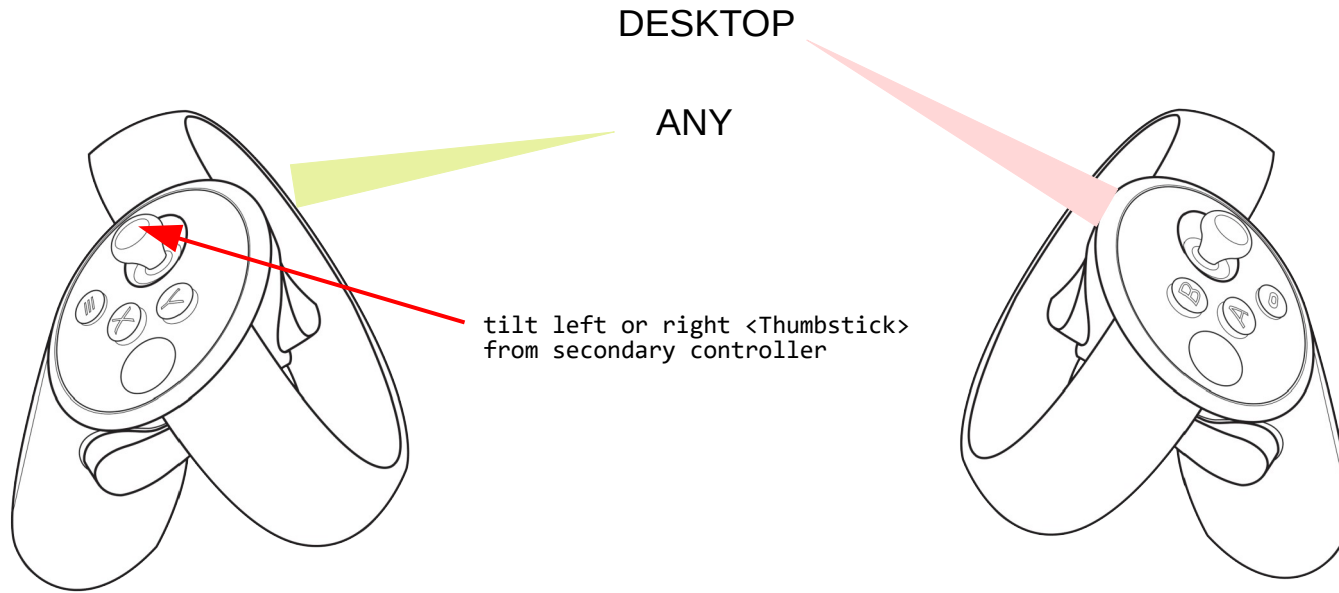 DESKTOP
ANY
tilt left or right <Thumbstick>
from secondary controller
Y
X
B
A